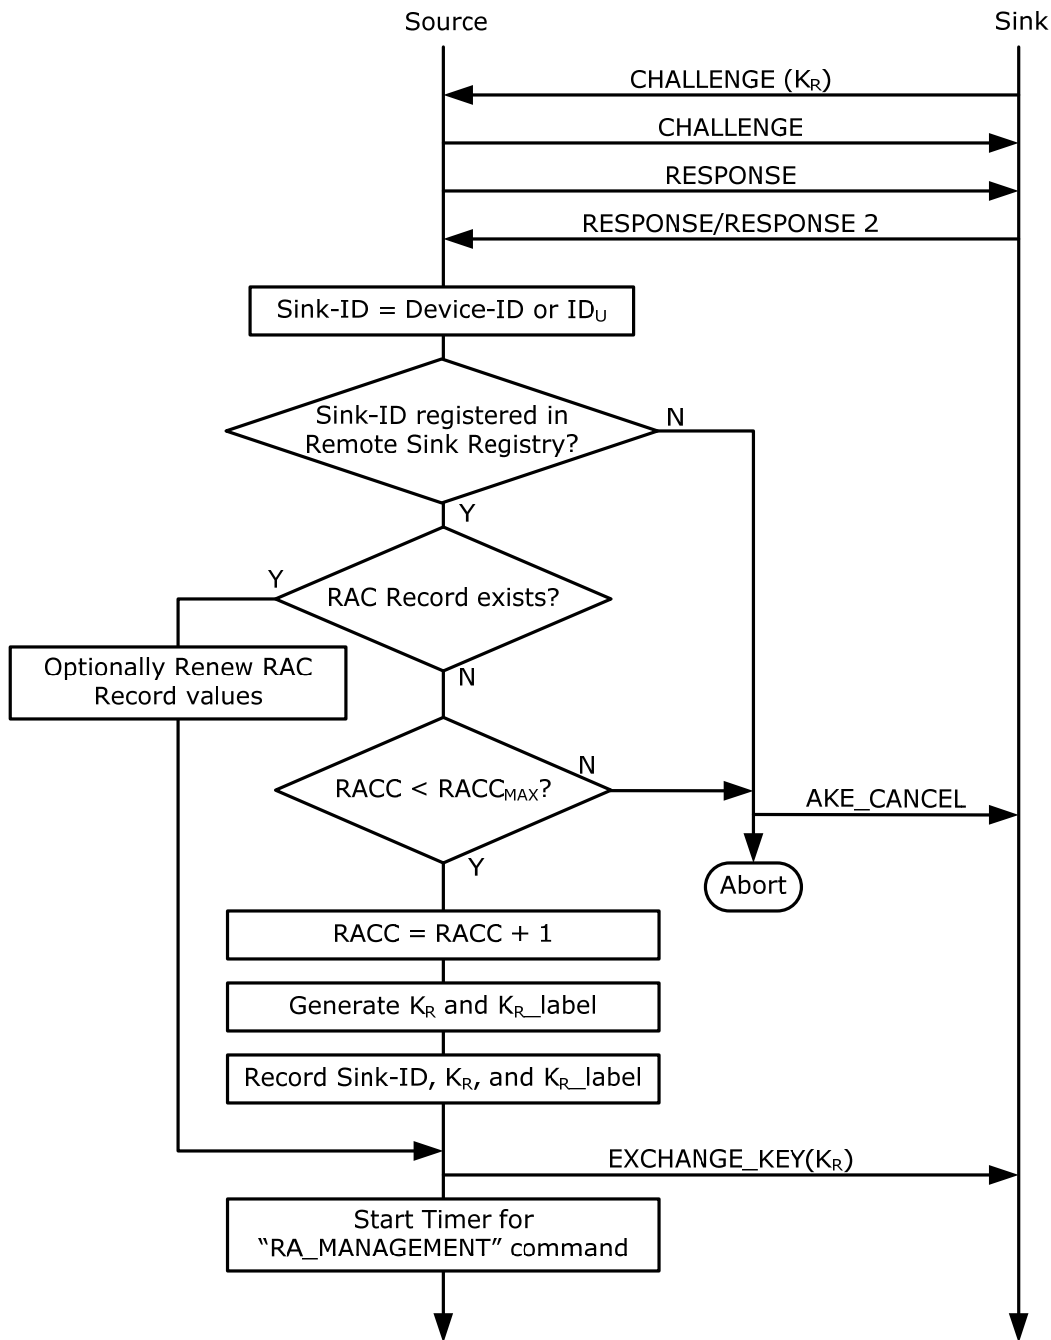 Source
Sink
CHALLENGE (KR)
CHALLENGE
RESPONSE
RESPONSE/RESPONSE 2
Sink-ID = Device-ID or IDU
Sink-ID registered in
Remote Sink Registry?
N
Y
RAC Record exists?
Y
N
Optionally Renew RAC
Record values
RACC < RACCMAX?
N
Y
AKE_CANCEL
Abort
RACC = RACC + 1
Generate KR and KR_label
Record Sink-ID, KR, and KR_label
EXCHANGE_KEY(KR)
Start Timer for
“RA_MANAGEMENT” command